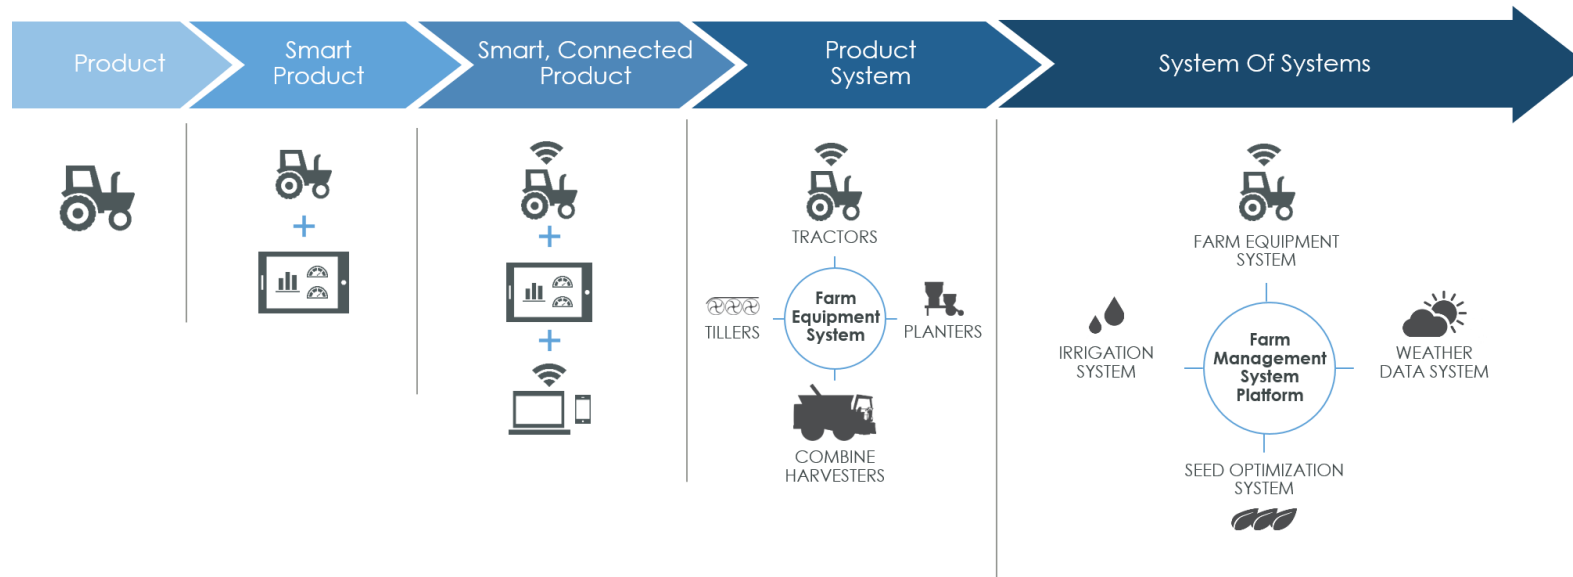 Product
Smart
Product
Smart, Connected
Product
Product
System
System Of Systems
TRACTORS
TILLERS
Farm
Equipment
System
PLANTERS
COMBINE
HARVESTERS
FARM EQUIPMENT
SYSTEM
IRRIGATION
SYSTEM
Farm
Management
System
Platform
WEATHER
DATA SYSTEM
SEED OPTIMIZATION
SYSTEM